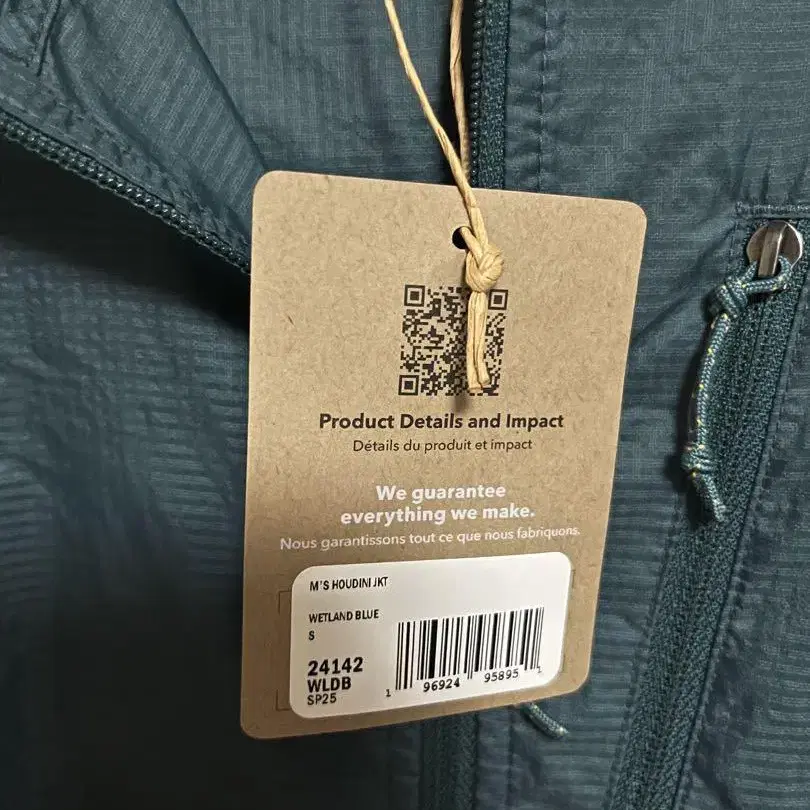 Product Details and Impact
Détails du produit et impact
We guarantee
everything we make.
Nous garantissons tout ce que nous fabriquons.
M'S HOUDINI JKT
WETLAND BLUE
S
24142
WLDB
SP25
1 96924 95895 1